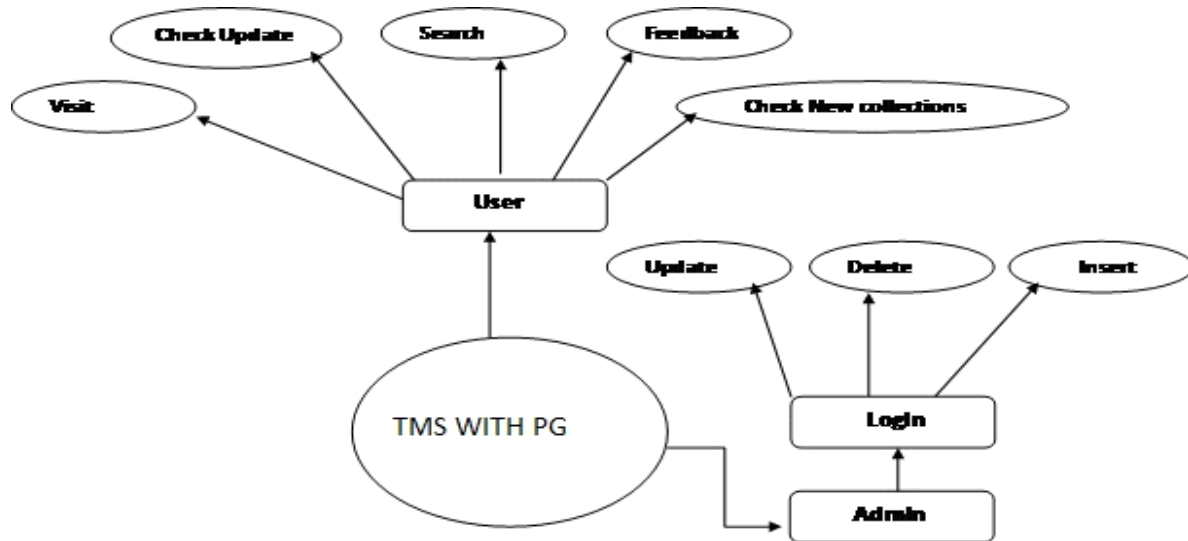 Check Update
Search
Feedback
Visit
Check New collections
User
Update
Delete
Insert
TMS WITH PG
Login
Admin